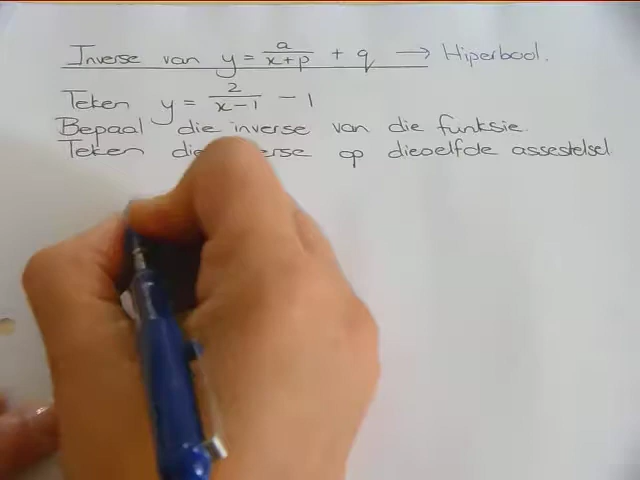 Inverse van y = a/(x+p) + q → Hiperbool.
Teken y = 2/(x-1) - 1
Bepaal die inverse van die funksie.
Teken die op dieselfde assestelsel